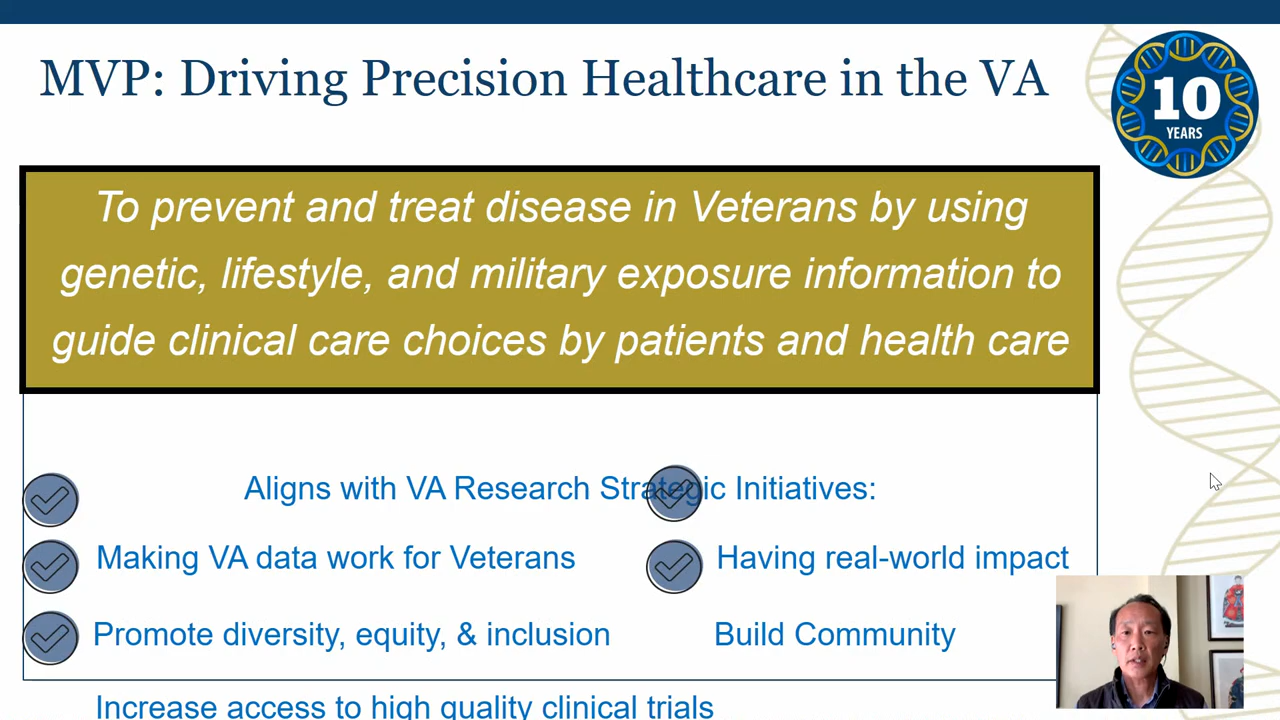 MVP: Driving Precision Healthcare in the VA
10
YEARS
To prevent and treat disease in Veterans by using
genetic, lifestyle, and military exposure information to
guide clinical care choices by patients and health care
Aligns with VA Research Strategic Initiatives:
Making VA data work for Veterans
Having real-world impact
Promote diversity, equity, & inclusion
Build Community
Increase access to high quality clinical trials